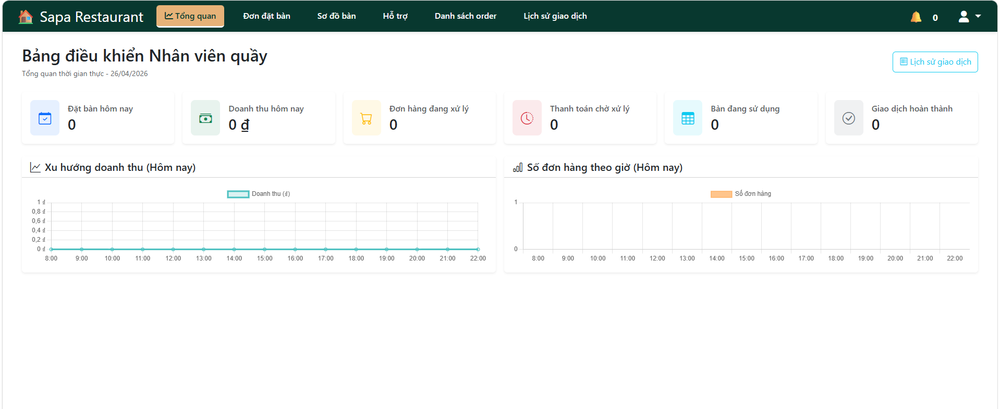 Sapa Restaurant
Tổng quan
Đơn đặt bàn
Sơ đồ bàn
Hỗ trợ
Danh sách order
Lịch sử giao dịch
0
Bảng điều khiển Nhân viên quầy
Tổng quan thời gian thực - 26/04/2026
Lịch sử giao dịch
Đặt bàn hôm nay
0
Doanh thu hôm nay
0 ₫
Đơn hàng đang xử lý
0
Thanh toán chờ xử lý
0
Bàn đang sử dụng
0
Giao dịch hoàn thành
0
Xu hướng doanh thu (Hôm nay)
Doanh thu (₫)
1 ₫
0,8 ₫
0,6 ₫
0,4 ₫
0,2 ₫
0 ₫
8:00 9:00 10:00 11:00 12:00 13:00 14:00 15:00 16:00 17:00 18:00 19:00 20:00 21:00 22:00
Số đơn hàng theo giờ (Hôm nay)
Số đơn hàng
1
0
8:00 9:00 10:00 11:00 12:00 13:00 14:00 15:00 16:00 17:00 18:00 19:00 20:00 21:00 22:00